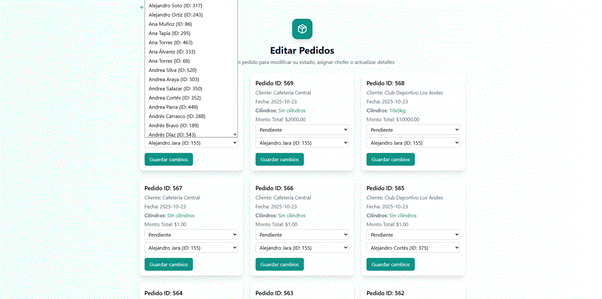 Alejandro Soto (ID: 317)
Alejandro Ortiz (ID: 243)
Ana Muñoz (ID: 86)
Ana Tapia (ID: 295)
Ana Torres (ID: 463)
Ana Álvarez (ID: 333)
Ana Torres (ID: 68)
Andrea Silva (ID: 520)
Andrea Araya (ID: 503)
Andrea Salazar (ID: 350)
Andrea Cortés (ID: 352)
Andrea Parra (ID: 449)
Andrés Carrasco (ID: 288)
Andrés Bravo (ID: 189)
Andrés Díaz (ID: 543)
Alejandro Jara (ID: 155)
Guardar cambios
Editar Pedidos
n pedido para modificar su estado, asignar chofer o actualizar detalles
Pedido ID: 569
Cliente: Cafetería Central
Fecha: 2025-10-23
Cilindros: Sin cilindros
Monto Total: $2000.00
Pendiente
Alejandro Jara (ID: 155)
Guardar cambios
Pedido ID: 568
Cliente: Club Deportivo Los Andes
Fecha: 2025-10-23
Cilindros: 10x5kg
Monto Total: $10000.00
Pendiente
Alejandro Jara (ID: 155)
Guardar cambios
Pedido ID: 567
Cliente: Cafetería Central
Fecha: 2025-10-23
Cilindros: Sin cilindros
Monto Total: $1.00
Pendiente
Alejandro Jara (ID: 155)
Guardar cambios
Pedido ID: 566
Cliente: Cafetería Central
Fecha: 2025-10-23
Cilindros: Sin cilindros
Monto Total: $1.00
Pendiente
Alejandro Jara (ID: 155)
Guardar cambios
Pedido ID: 565
Cliente: Club Deportivo Los Andes
Fecha: 2025-10-23
Cilindros: Sin cilindros
Monto Total: $1.00
Pendiente
Alejandro Cortés (ID: 375)
Guardar cambios
Pedido ID: 564
Pedido ID: 563
Pedido ID: 562